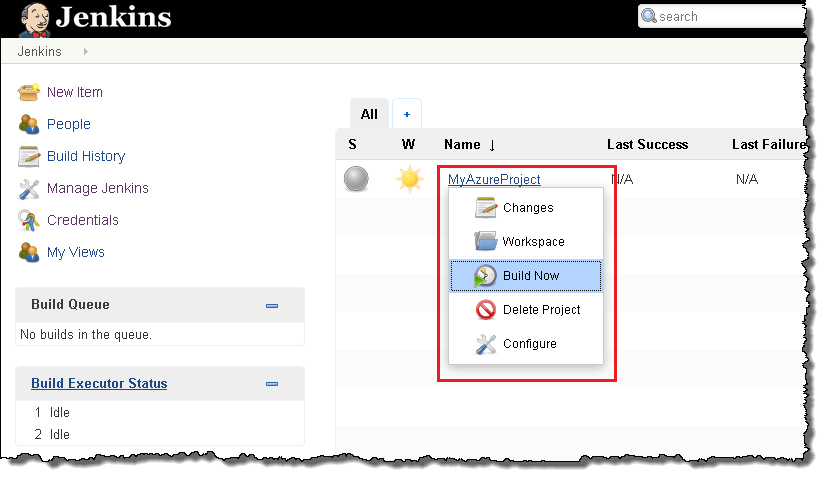 Jenkins
search
Jenkins
New Item
People
Build History
Manage Jenkins
Credentials
My Views
Build Queue
No builds in the queue.
Build Executor Status
1 Idle
2 Idle
All +
S W Name ↓ Last Success Last Failure
MyAzureProject N/A N/A
Changes
Workspace
Build Now
Delete Project
Configure